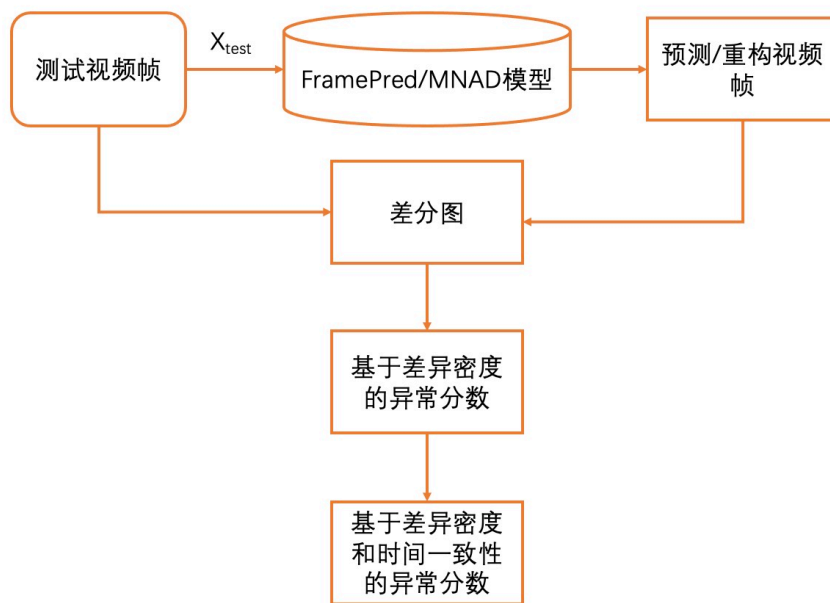 测试视频帧
Xtest
FramePred/MNAD模型
预测/重构视频
帧
差分图
基于差异密度
的异常分数
基于差异密度
和时间一致性
的异常分数